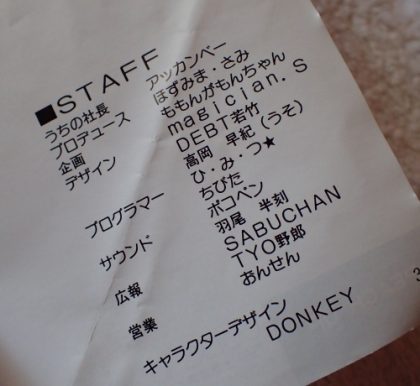 ■STAFF
うちの社長 アッカンベー
プロデュース ほずみま・さみ
企画 ももんがもんちゃん
デザイン magician.S
DEBT若竹
高岡 早紀(うそ)
ひ・み・つ★
プログラマー ちびた
ポコペン
サウンド 羽尾 半刻
SABUCHAN
広報 TYO野郎
営業 おんせん
キャラクターデザイン
DONKEY